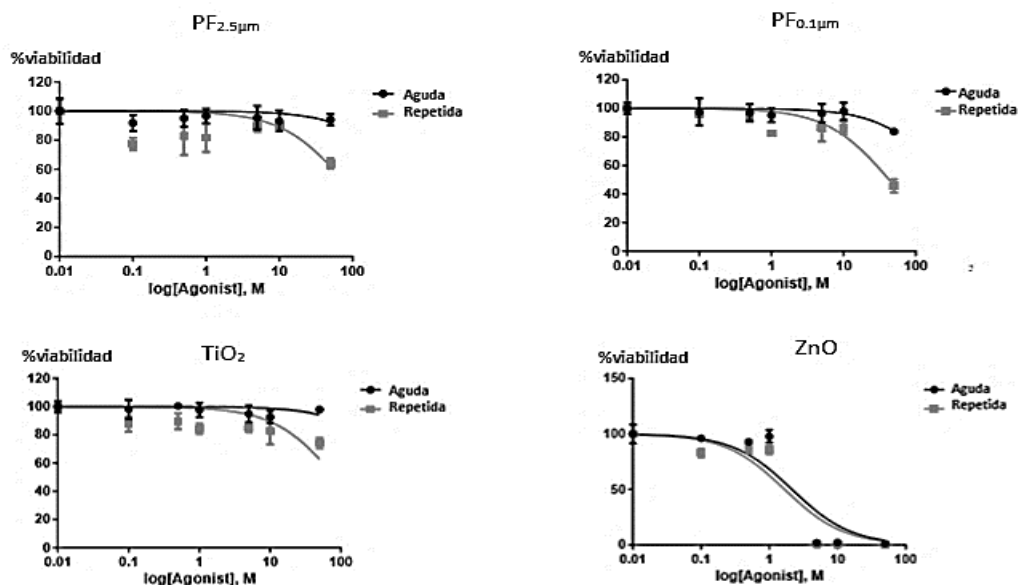 PF2.5µm
%viabilidad
120
100
80
60
40
20
0
0.01 0.1 1 10 100
log[Agonist], M
Aguda
Repetida
PF0.1µm
%viabilidad
120
100
80
60
40
20
0
0.01 0.1 1 10 100
log[Agonist], M
Aguda
Repetida
TiO2
%viabilidad
120
100
80
60
40
20
0
0.01 0.1 1 10 100
log[Agonist], M
Aguda
Repetida
ZnO
%viabilidad
150
100
50
0
0.01 0.1 1 10 100
log[Agonist], M
Aguda
Repetida